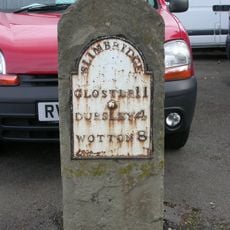 SLIMBRIDGE
GLOSTER 11
DURSLEY 4
WOTTON 8